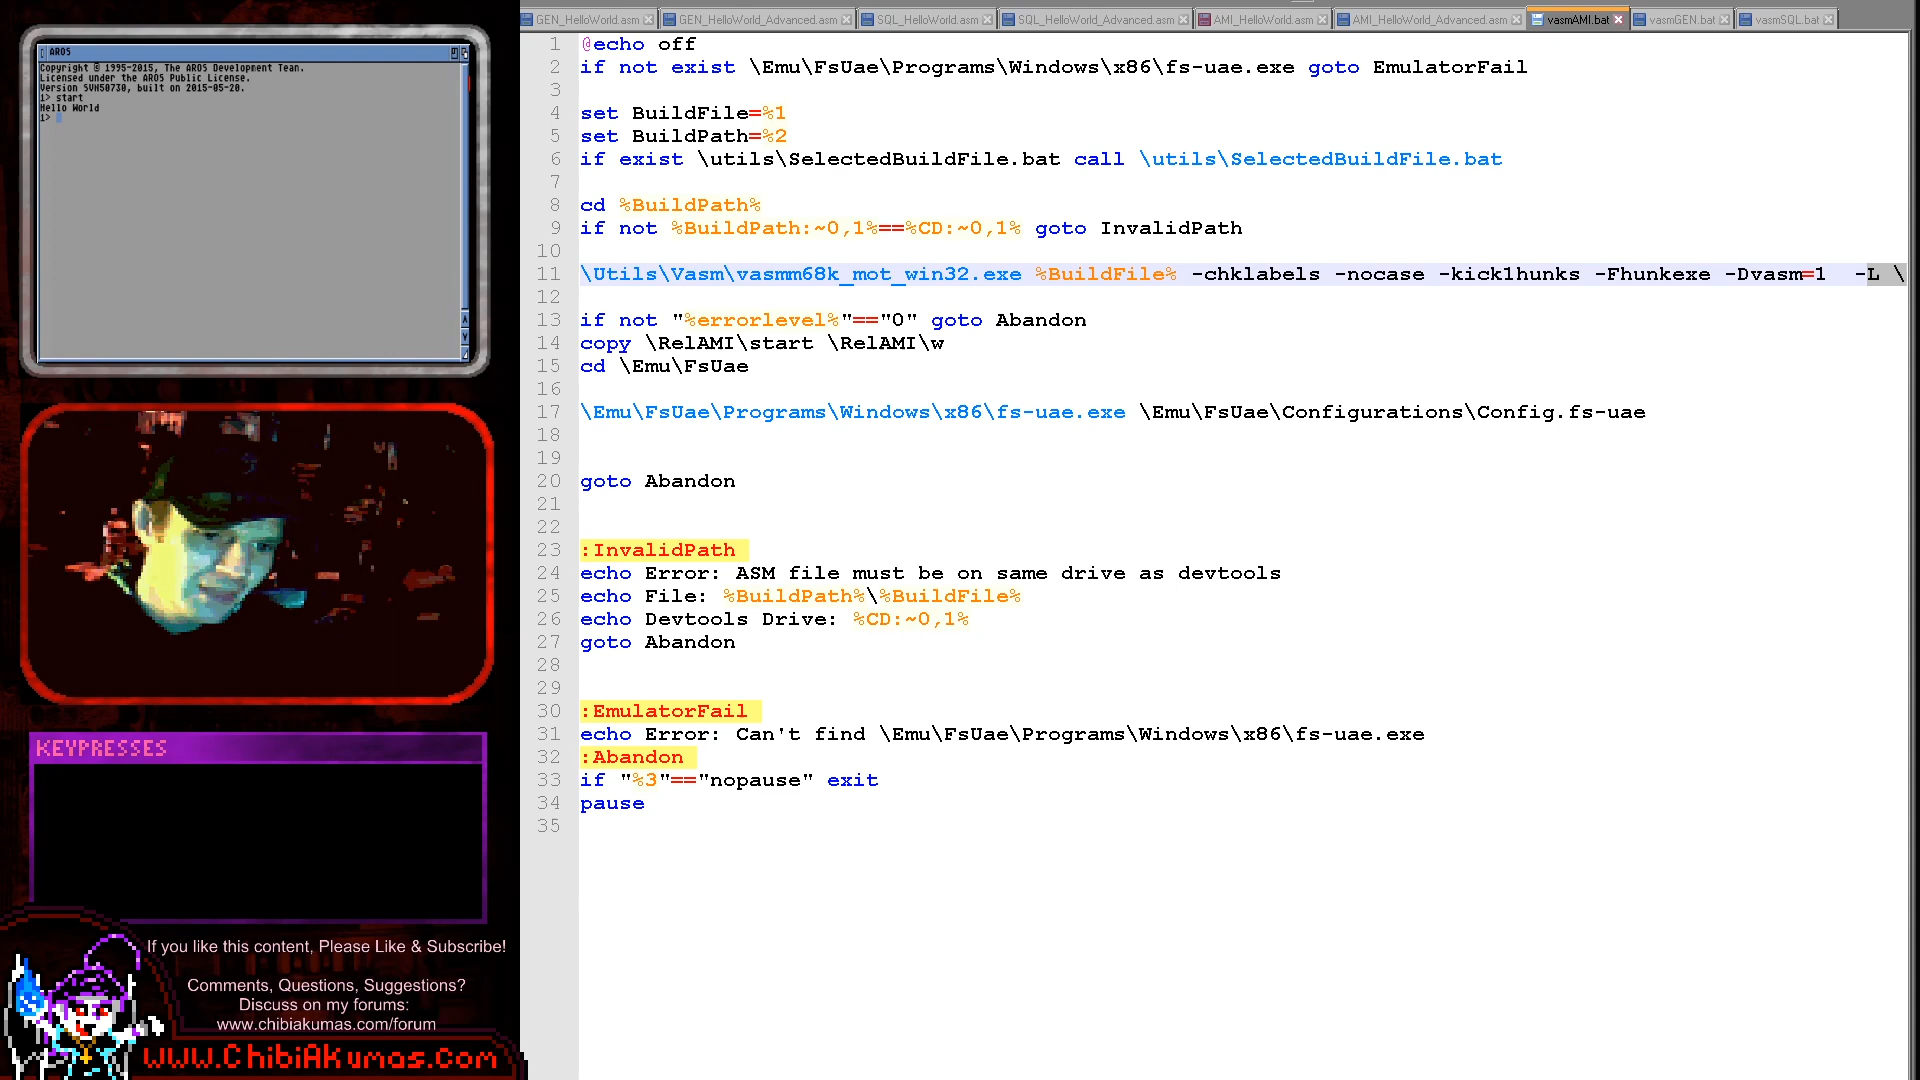 GEN_HelloWorld.asm GEN_HelloWorld_Advanced.asm SQL_HelloWorld.asm SQL_HelloWorld_Advanced.asm AMI_HelloWorld.asm AMI_HelloWorld_Advanced.asm vasmAMI.bat vasmGEN.bat vasmSQL.bat
AROS
Copyright © 1995-2015, The AROS Development Team.
Licensed under the AROS Public License.
Version SVN50730, built on 2015-05-20.
1> start
Hello World
1>
1 @echo off
2 if not exist \Emu\FsUae\Programs\Windows\x86\fs-uae.exe goto EmulatorFail
3
4 set BuildFile=%1
5 set BuildPath=%2
6 if exist \utils\SelectedBuildFile.bat call \utils\SelectedBuildFile.bat
7
8 cd %BuildPath%
9 if not %BuildPath:~0,1%==%CD:~0,1% goto InvalidPath
10
11 \Utils\Vasm\vasmm68k_mot_win32.exe %BuildFile% -chklabels -nocase -kick1hunks -Fhunkexe -Dvasm=1  -L \
12
13 if not "%errorlevel%"=="0" goto Abandon
14 copy \RelAMI\start \RelAMI\w
15 cd \Emu\FsUae
16
17 \Emu\FsUae\Programs\Windows\x86\fs-uae.exe \Emu\FsUae\Configurations\Config.fs-uae
18
19
20 goto Abandon
21
22
23 :InvalidPath
24 echo Error: ASM file must be on same drive as devtools
25 echo File: %BuildPath%\%BuildFile%
26 echo Devtools Drive: %CD:~0,1%
27 goto Abandon
28
29
30 :EmulatorFail
31 echo Error: Can't find \Emu\FsUae\Programs\Windows\x86\fs-uae.exe
32 :Abandon
33 if "%3"=="nopause" exit
34 pause
35
KEYPRESSES
If you like this content, Please Like & Subscribe!
Comments, Questions, Suggestions?
Discuss on my forums:
www.chibiakumas.com/forum
www.ChibiAkumas.com